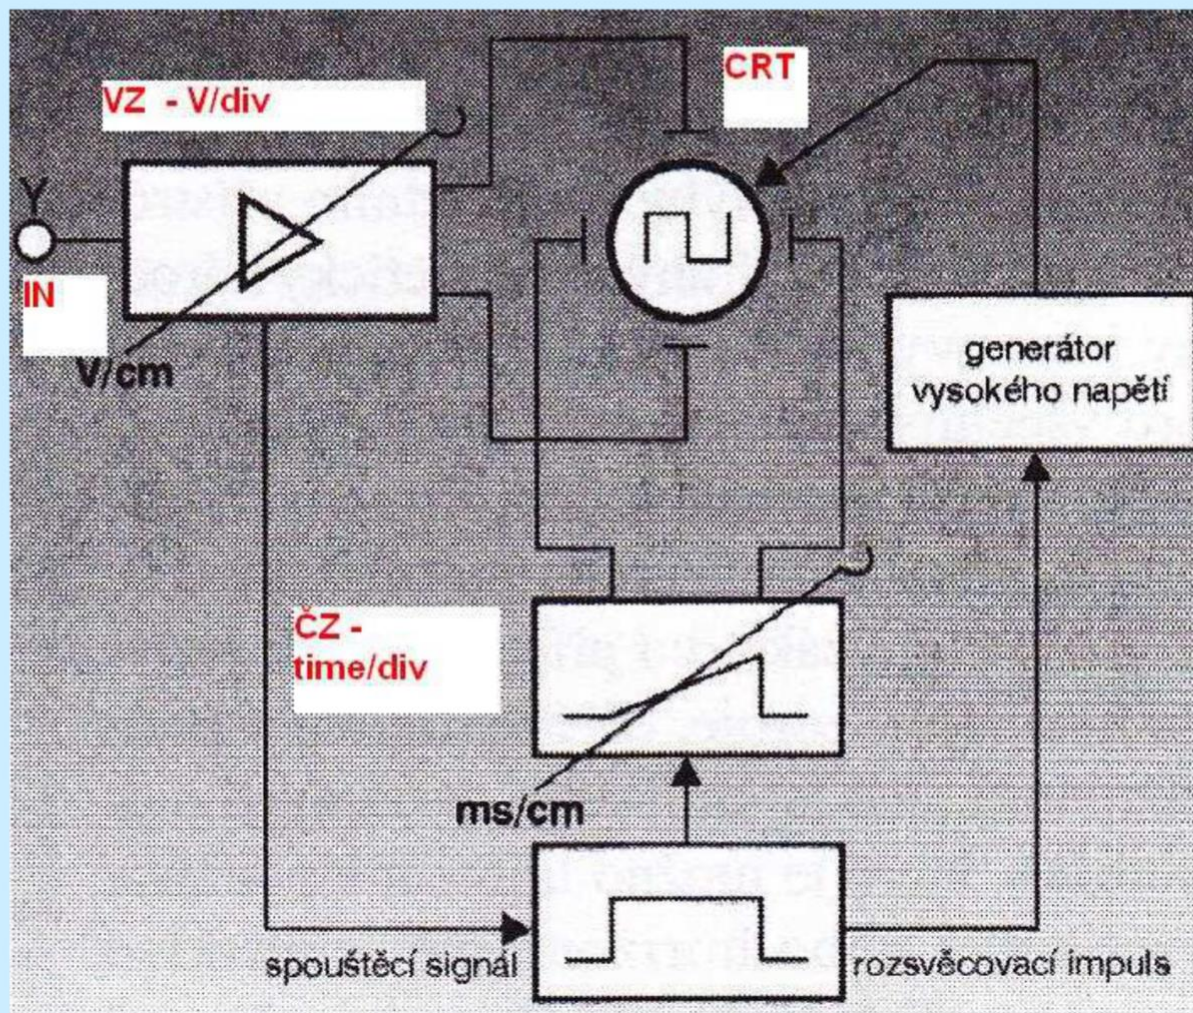 VZ - V/div
CRT
Y
IN
V/cm
generátor
vysokého napětí
ČZ -
time/div
ms/cm
spouštěcí signál
rozsvěcovací impuls